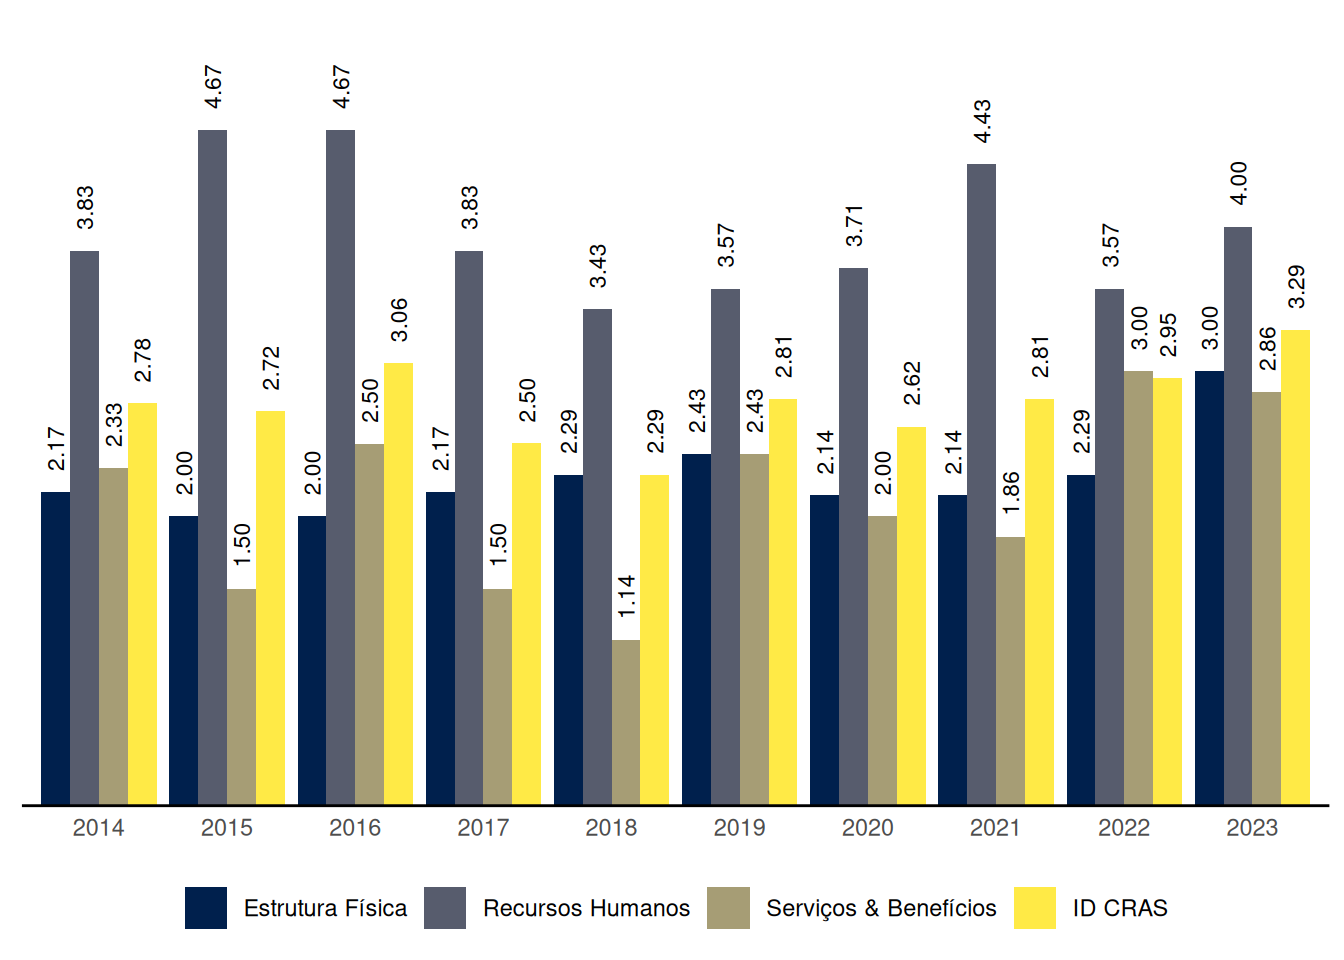 2.17 3.83 2.33 2.78
2.00 4.67 1.50 2.72
2.00 4.67 2.50 3.06
2.17 3.83 1.50 2.50
2.29 3.43 1.14 2.29
2.43 3.57 2.43 2.81
2.14 3.71 2.00 2.62
2.14 4.43 1.86 2.81
2.29 3.57 3.00 2.95
3.00 4.00 2.86 3.29
2014 2015 2016 2017 2018 2019 2020 2021 2022 2023
Estrutura Física Recursos Humanos Serviços & Benefícios ID CRAS